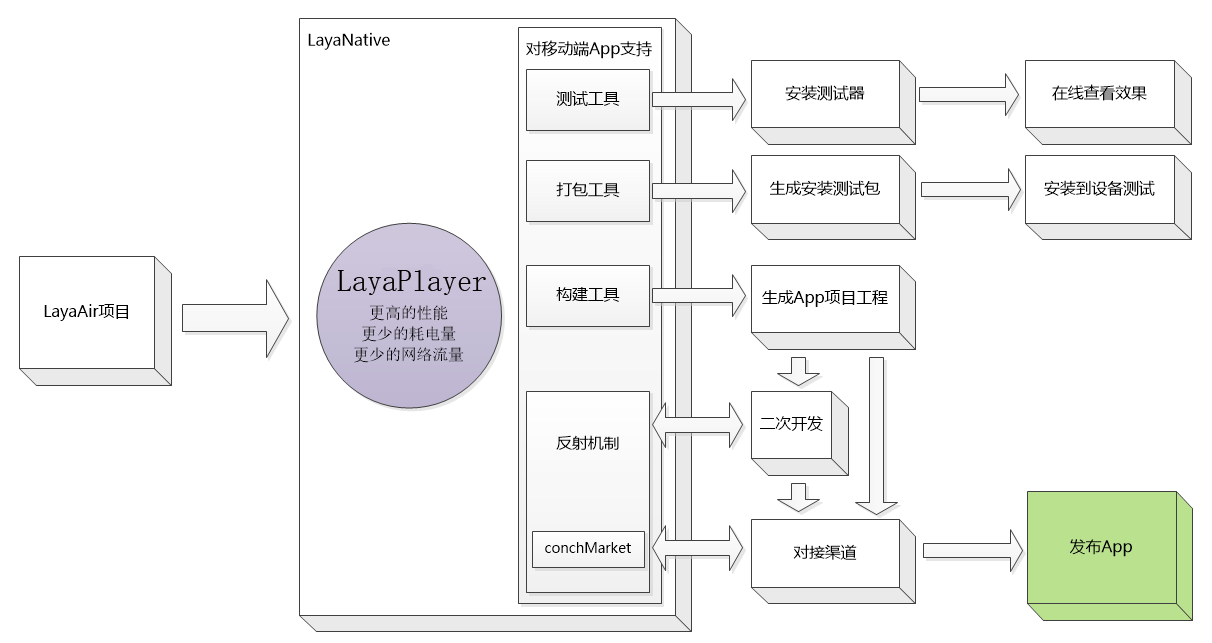 LayaNative
对移动端App支持
测试工具
安装测试器
在线查看效果
打包工具
生成安装测试包
安装到设备测试
LayaAir项目
LayaPlayer
更高的性能
更少的耗电量
更少的网络流量
构建工具
生成App项目工程
反射机制
二次开发
conchMarket
对接渠道
发布App